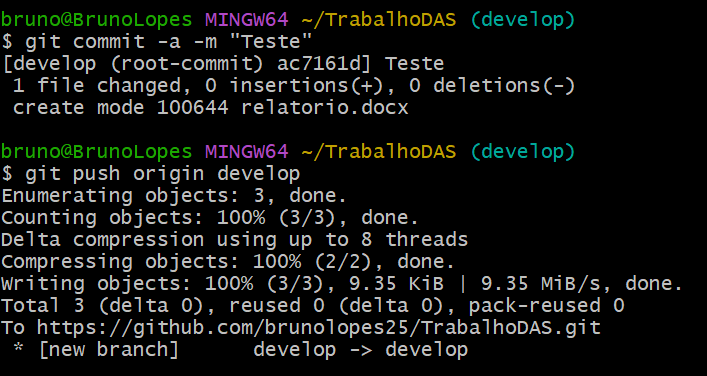 bruno@BrunoLopes MINGW64 ~/TrabalhoDAS (develop)
$ git commit -a -m "Teste"
[develop (root-commit) ac7161d] Teste
 1 file changed, 0 insertions(+), 0 deletions(-)
 create mode 100644 relatorio.docx

bruno@BrunoLopes MINGW64 ~/TrabalhoDAS (develop)
$ git push origin develop
Enumerating objects: 3, done.
Counting objects: 100% (3/3), done.
Delta compression using up to 8 threads
Compressing objects: 100% (2/2), done.
Writing objects: 100% (3/3), 9.35 KiB | 9.35 MiB/s, done.
Total 3 (delta 0), reused 0 (delta 0), pack-reused 0
To https://github.com/brunolopes25/TrabalhoDAS.git
 * [new branch]      develop -> develop